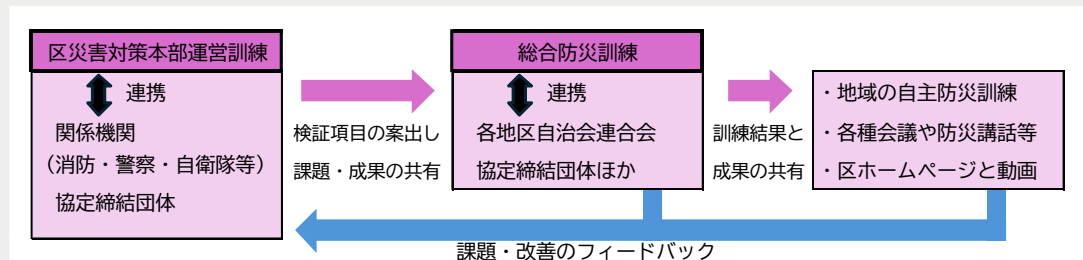 区災害対策本部運営訓練
連携
関係機関
（消防・警察・自衛隊等）
協定締結団体
検証項目の案出し
課題・成果の共有
総合防災訓練
連携
各地区自治会連合会
協定締結団体ほか
訓練結果と
成果の共有
・地域の自主防災訓練
・各種会議や防災講話等
・区ホームページと動画
課題・改善のフィードバック